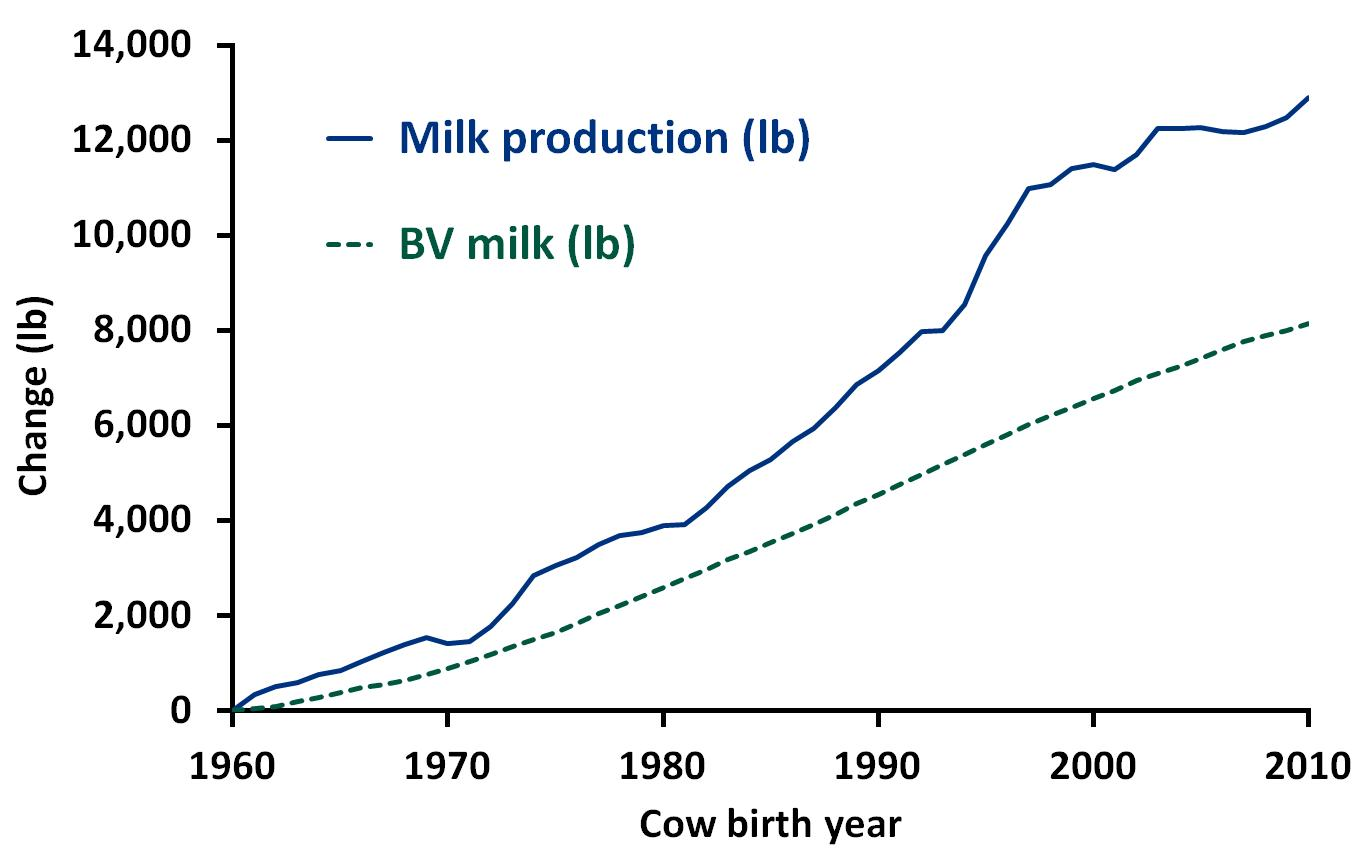 14,000
12,000
10,000
8,000
6,000
4,000
2,000
0
Change (lb)
Milk production (lb)
BV milk (lb)
1960 1970 1980 1990 2000 2010
Cow birth year